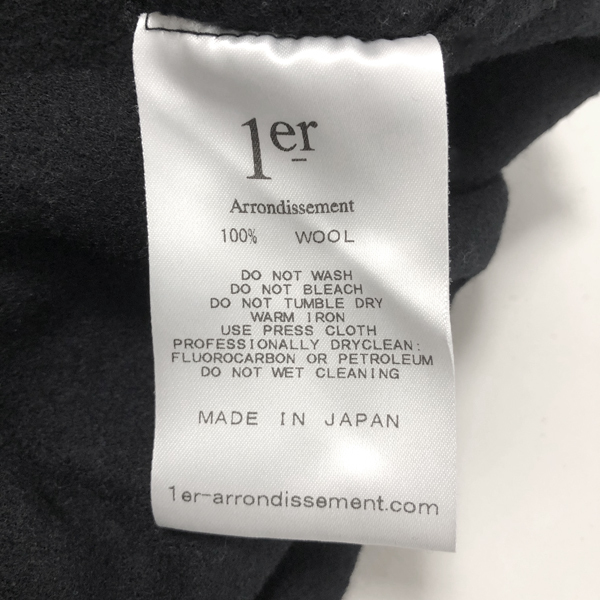 1er
Arrondissement
100% WOOL
DO NOT WASH
DO NOT BLEACH
DO NOT TUMBLE DRY
WARM IRON
USE PRESS CLOTH
PROFESSIONALLY DRYCLEAN:
FLUOROCARBON OR PETROLEUM
DO NOT WET CLEANING
MADE IN JAPAN
1er-arrondissement.com